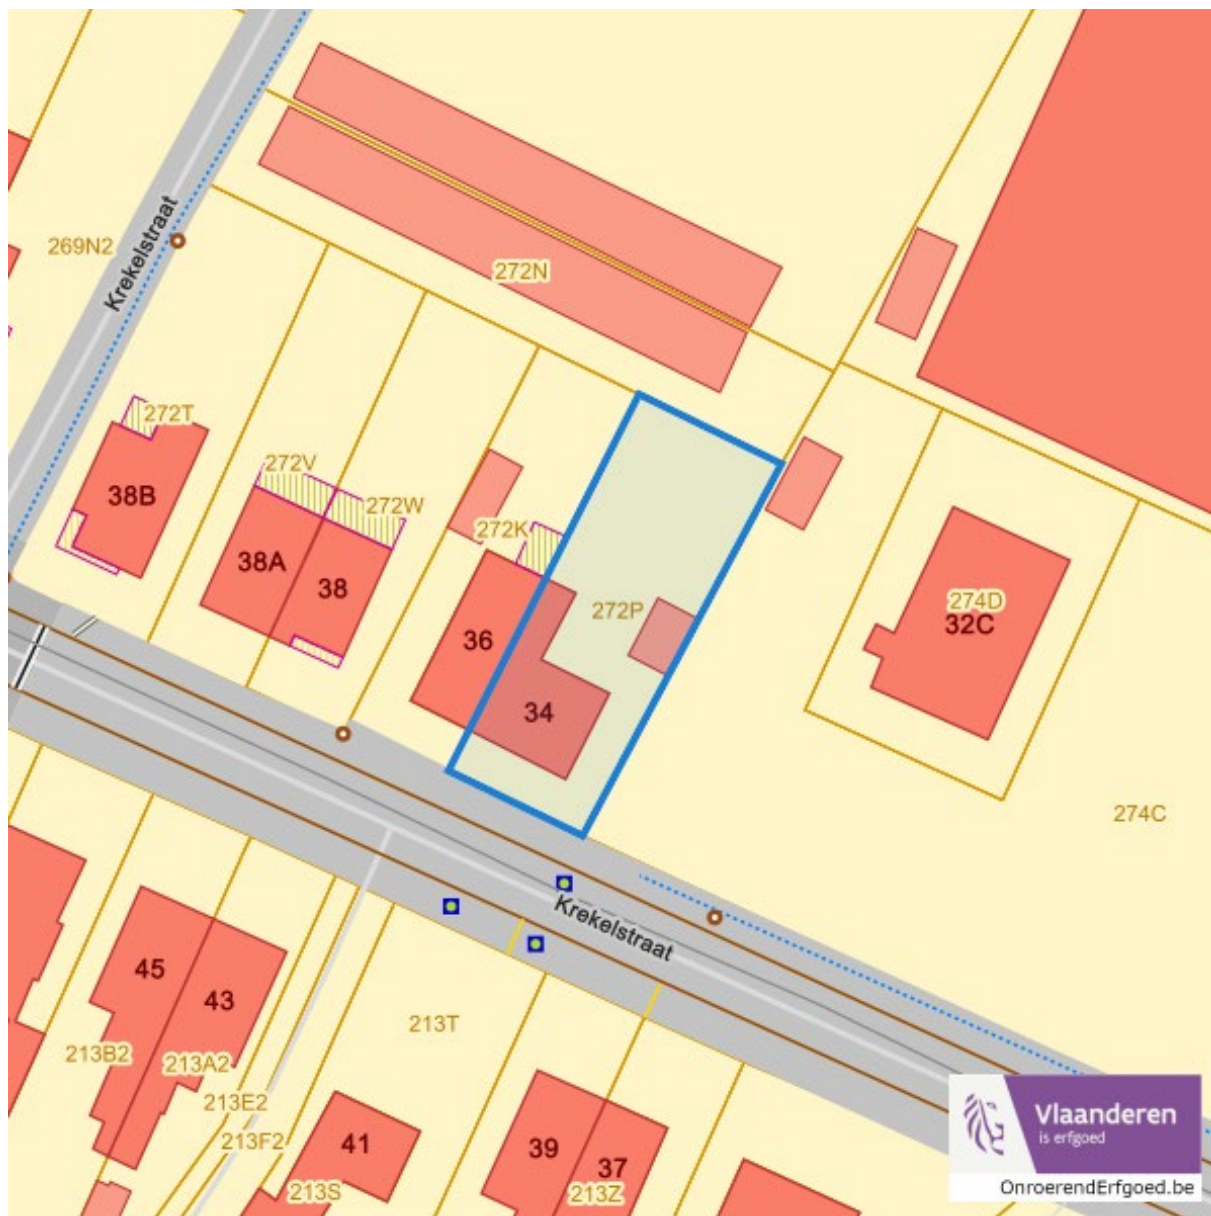 Krekelstraat
269N2
272N
272T
38B
272V
272W
38A
38
272K
36
272P
34
274D
32C
274C
Krekelstraat
45
43
213T
213B2
213A2
213E2
213F2
41
213S
39
37
213Z
Vlaanderen
is erfgoed
OnroerendErfgoed.be